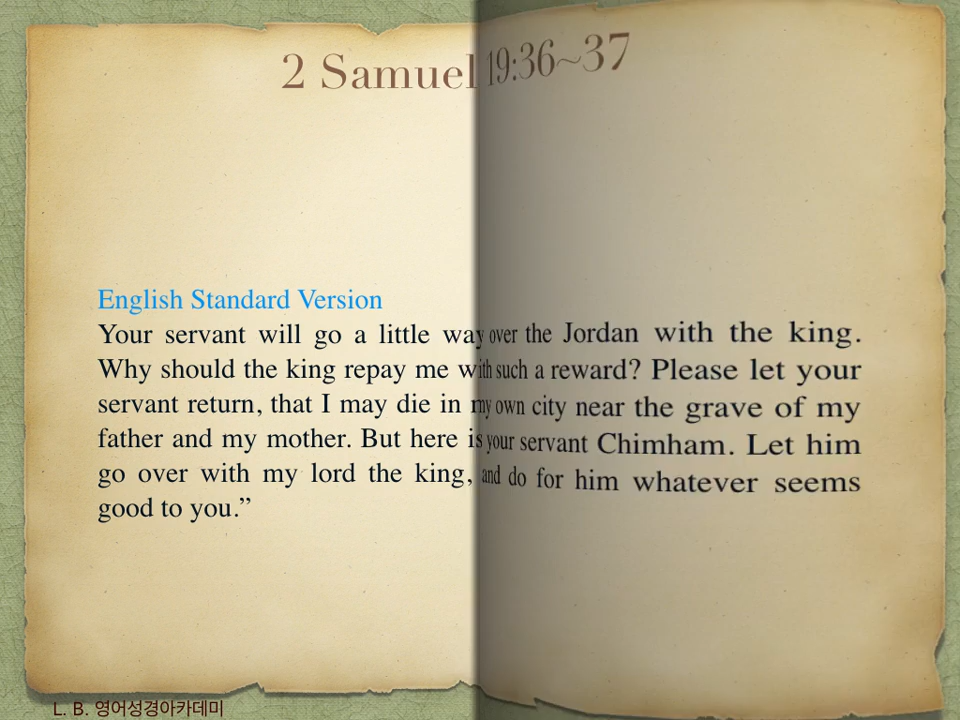 2 Samuel 19:36~37
English Standard Version
Your servant will go a little way over the Jordan with the king.
Why should the king repay me with such a reward? Please let your
servant return, that I may die in my own city near the grave of my
father and my mother. But here is your servant Chimham. Let him
go over with my lord the king, and do for him whatever seems
good to you.”
L. B. 영어성경아카데미